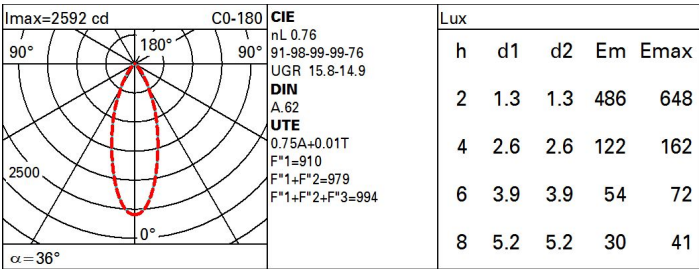 Imax=2592 cd C0-180
90° 180° 90°
2500
0°
α=36°
CIE
nL 0.76
91-98-99-99-76
UGR 15.8-14.9
DIN
A.62
UTE
0.75A+0.01T
F"1=910
F"1+F"2=979
F"1+F"2+F"3=994
Lux
h d1 d2 Em Emax
2 1.3 1.3 486 648
4 2.6 2.6 122 162
6 3.9 3.9 54 72
8 5.2 5.2 30 41